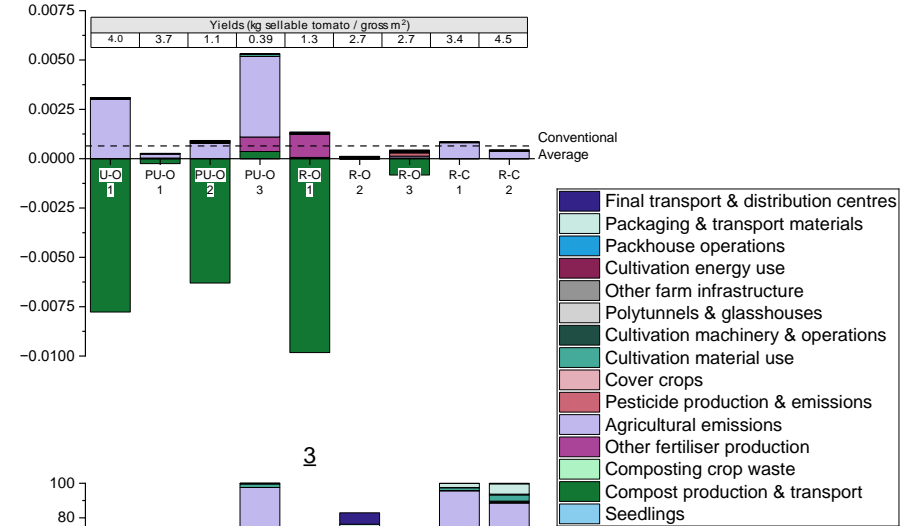 0.0075
Yields (kg sellable tomato / gross m²)
4.0 3.7 1.1 0.39 1.3 2.7 2.7 3.4 4.5
0.0050
0.0025
Conventional
Average
0.0000
U-O PU-O PU-O PU-O R-O R-O R-O R-C R-C
1 1 2 3 1 2 3 1 2
−0.0025
−0.0050
−0.0075
−0.0100
Final transport & distribution centres
Packaging & transport materials
Packhouse operations
Cultivation energy use
Other farm infrastructure
Polytunnels & glasshouses
Cultivation machinery & operations
Cultivation material use
Cover crops
Pesticide production & emissions
Agricultural emissions
Other fertiliser production
Composting crop waste
Compost production & transport
Seedlings
3
100
80